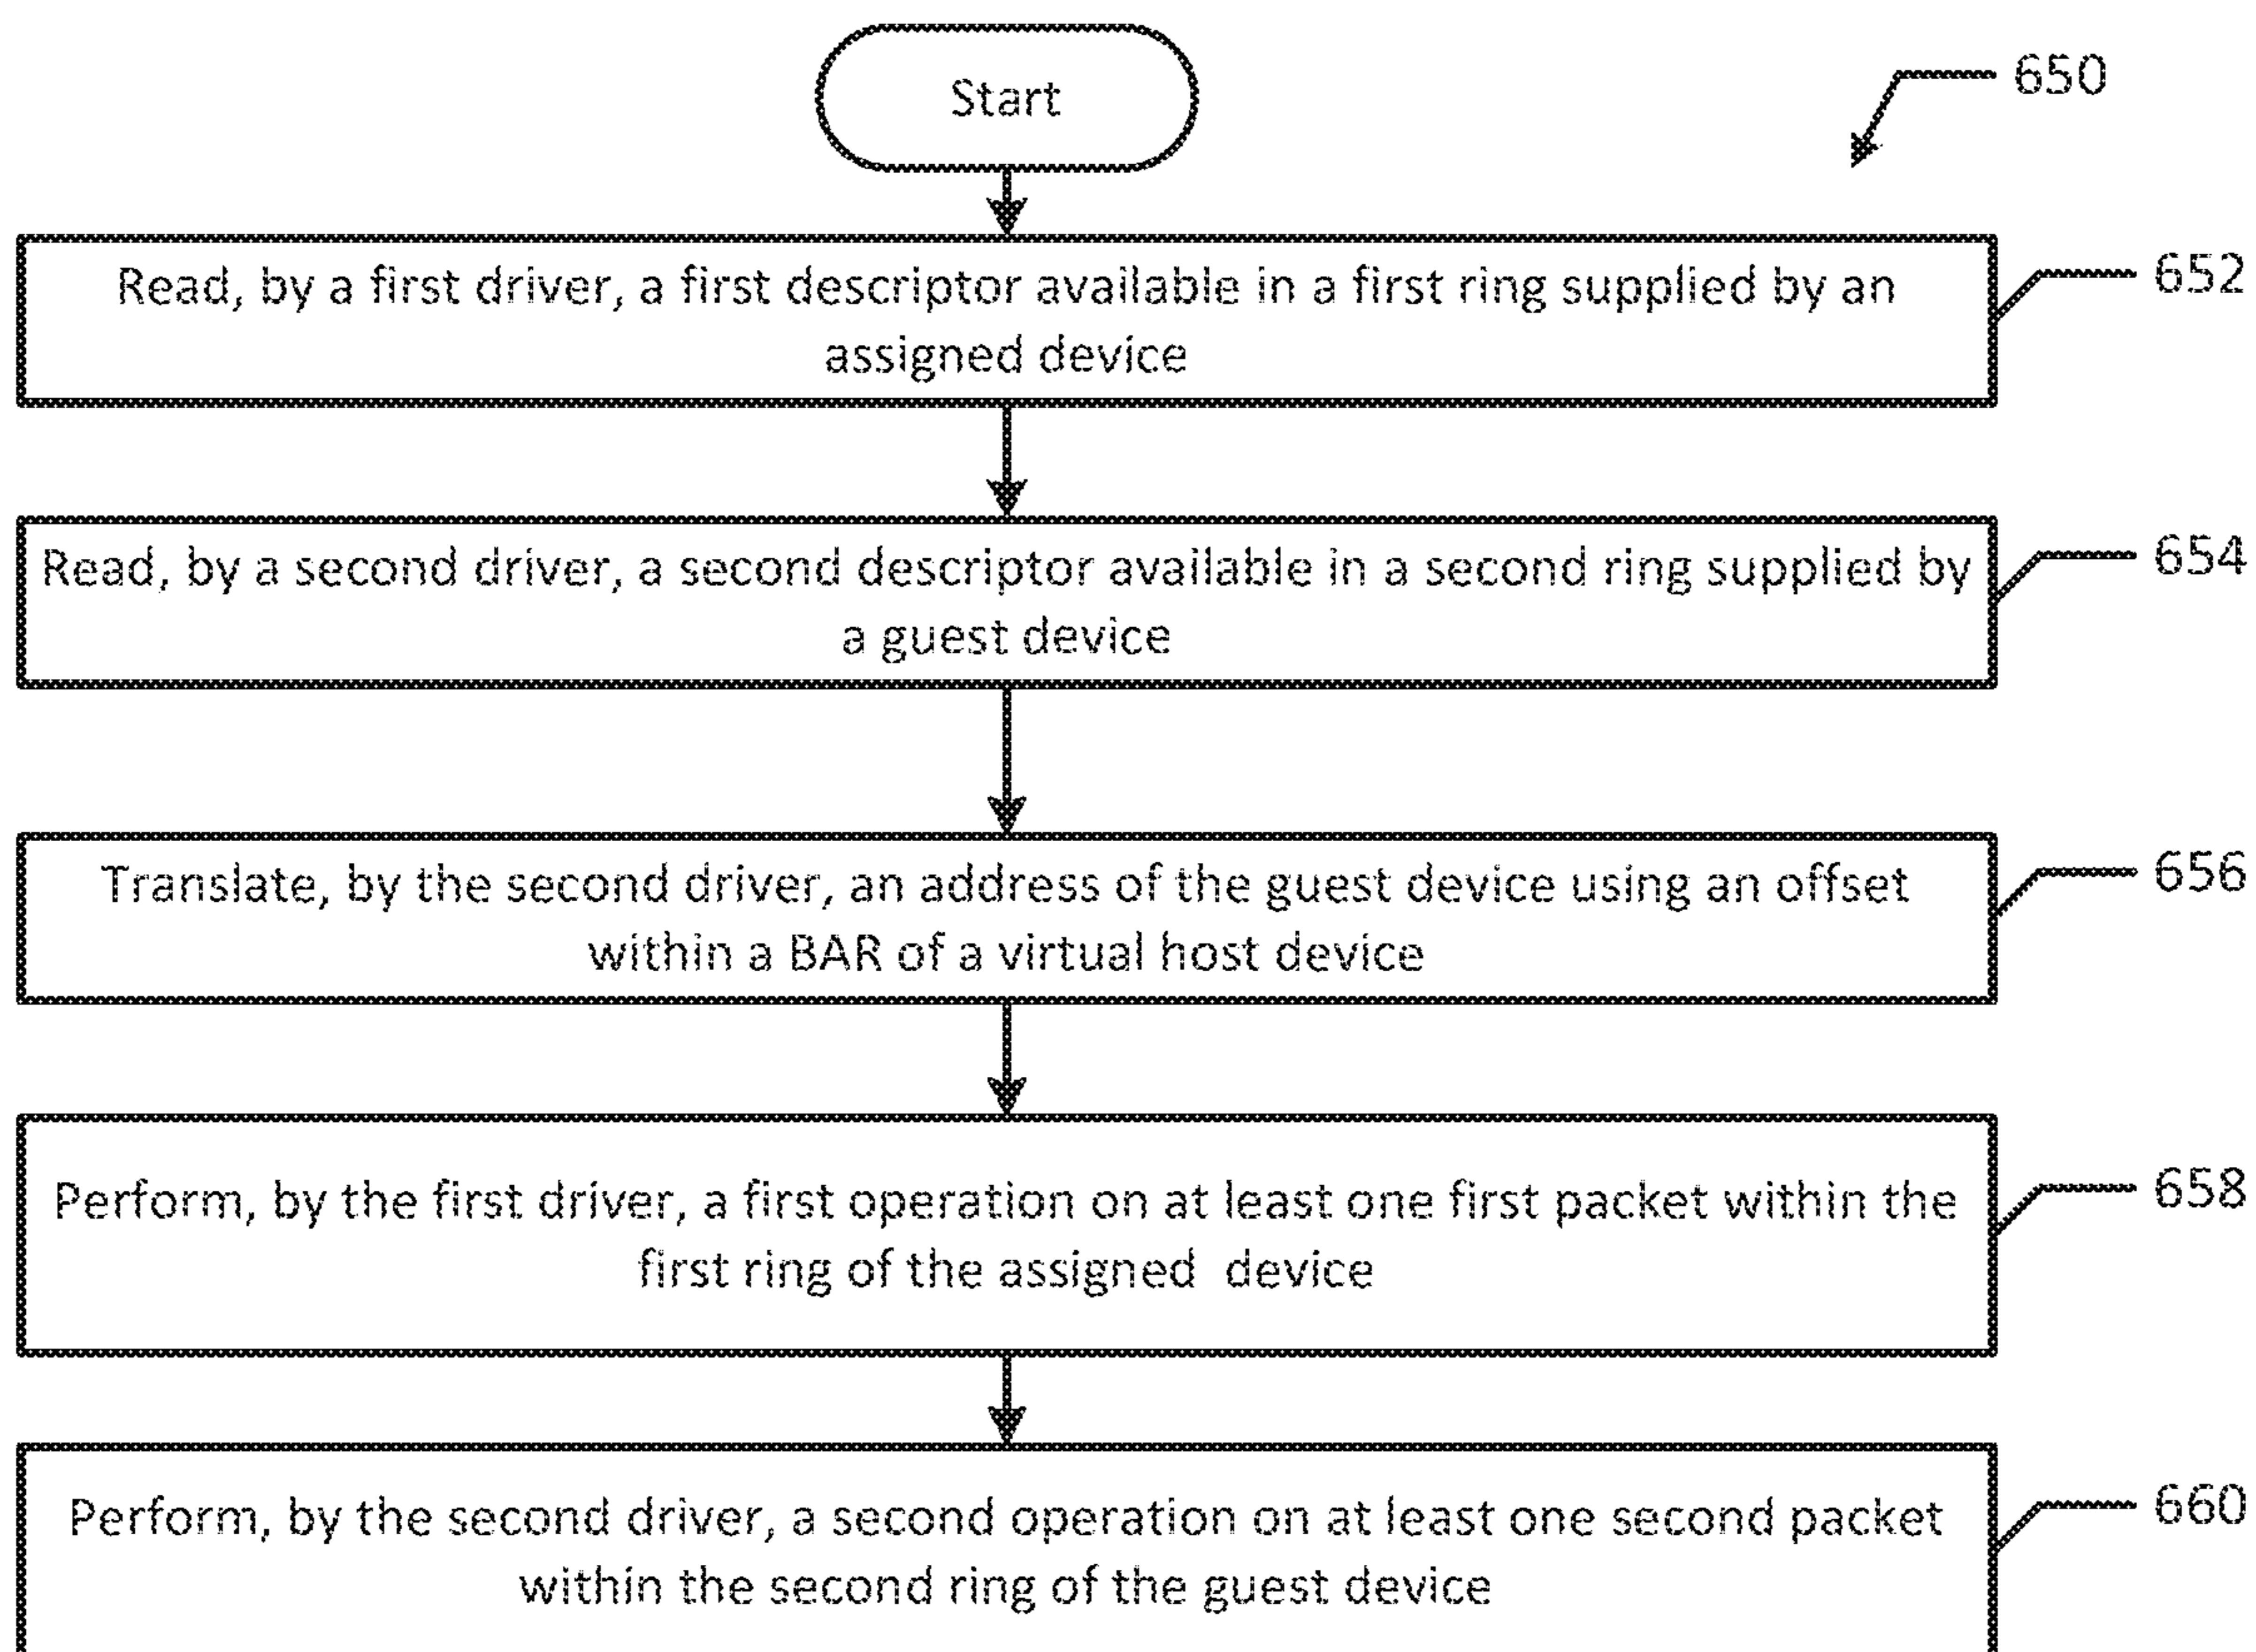 Start
650
Read, by a first driver, a first descriptor available in a first ring supplied by an
assigned device
652
Read, by a second driver, a second descriptor available in a second ring supplied by
a guest device
654
Translate, by the second driver, an address of the guest device using an offset
within a BAR of a virtual host device
656
Perform, by the first driver, a first operation on at least one first packet within the
first ring of the assigned device
658
Perform, by the second driver, a second operation on at least one second packet
within the second ring of the guest device
660